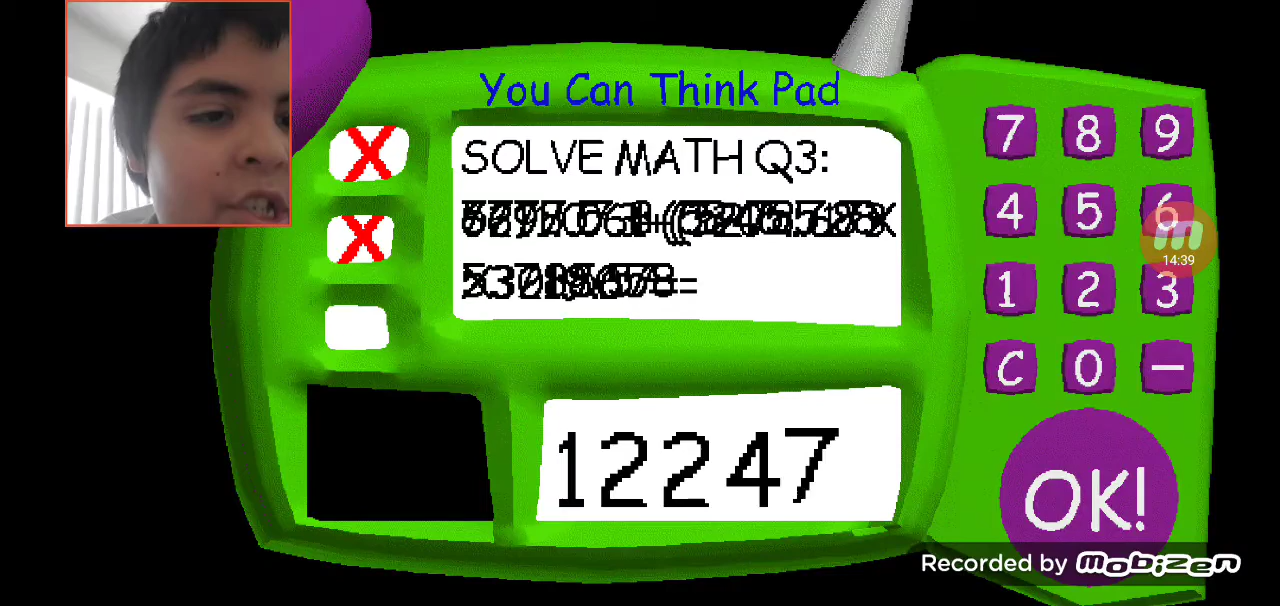 You Can Think Pad
SOLVE MATH Q3:
7 8 9
4 5 6
1 2 3
C 0 —
14:39
12247
OK!
Recorded by mobizen